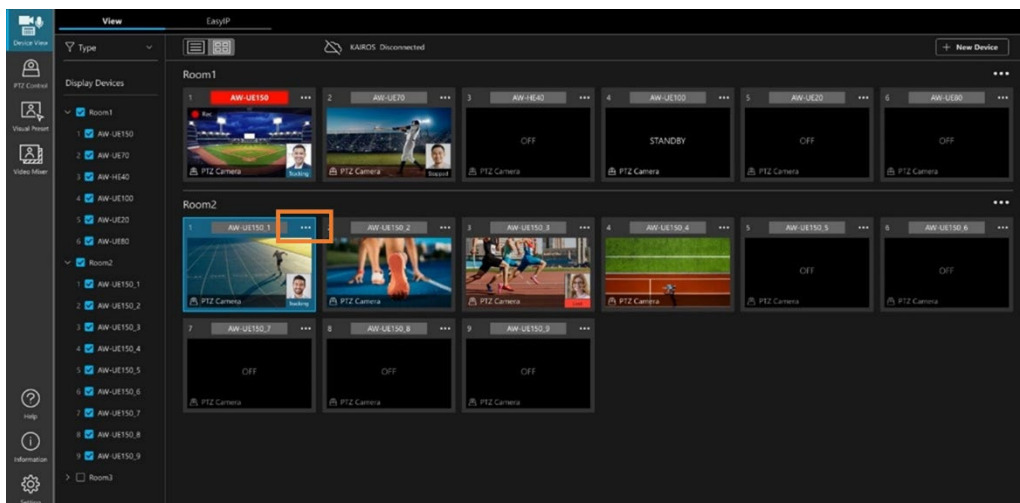 View
EasyIP
Device View
Type
KAIROS Disconnected
+ New Device
PTZ Control
Display Devices
Visual Preset
Video Mixer
Room1
1 AW-UE150
2 AW-UE70
3 AW-HE40
4 AW-UE100
5 AW-UE20
6 AW-UE80
Room2
1 AW-UE150_1
2 AW-UE150_2
3 AW-UE150_3
4 AW-UE150_4
5 AW-UE150_5
6 AW-UE150_6
7 AW-UE150_7
8 AW-UE150_8
9 AW-UE150_9
Room3
Help
Information
Setting
Room1
1 AW-UE150
Rec
PTZ Camera
Tracking
2 AW-UE70
PTZ Camera
Stopped
3 AW-HE40
OFF
PTZ Camera
4 AW-UE100
STANDBY
PTZ Camera
5 AW-UE20
OFF
PTZ Camera
6 AW-UE80
OFF
PTZ Camera
Room2
1 AW-UE150_1
PTZ Camera
Tracking
AW-UE150_2
PTZ Camera
3 AW-UE150_3
PTZ Camera
Lost
4 AW-UE150_4
PTZ Camera
5 AW-UE150_5
OFF
PTZ Camera
6 AW-UE150_6
OFF
PTZ Camera
7 AW-UE150_7
OFF
PTZ Camera
8 AW-UE150_8
OFF
PTZ Camera
9 AW-UE150_9
OFF
PTZ Camera